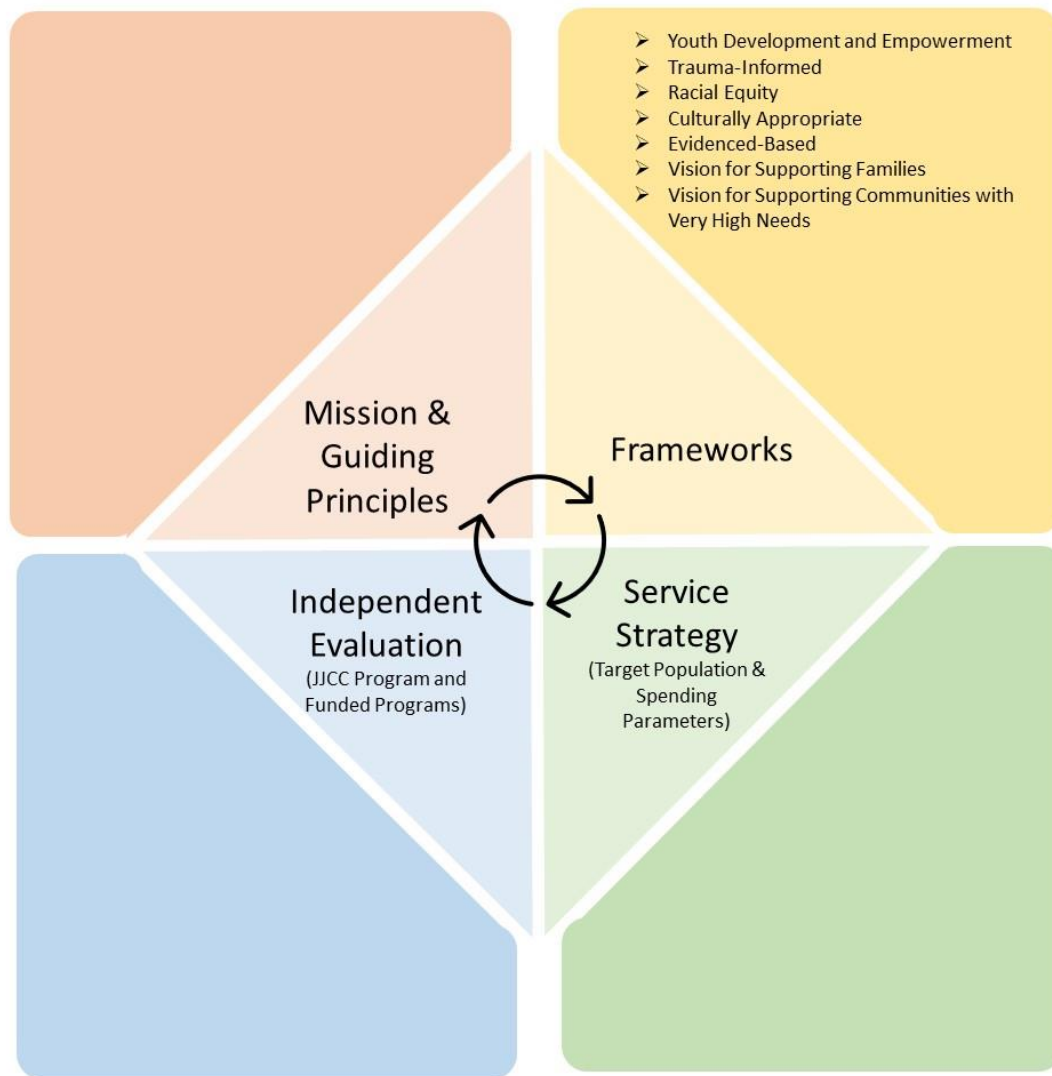 ➢ Youth Development and Empowerment
➢ Trauma-Informed
➢ Racial Equity
➢ Culturally Appropriate
➢ Evidenced-Based
➢ Vision for Supporting Families
➢ Vision for Supporting Communities with
Very High Needs
Mission &
Guiding
Principles
Frameworks
Independent
Evaluation
(JJCC Program and
Funded Programs)
Service
Strategy
(Target Population &
Spending
Parameters)